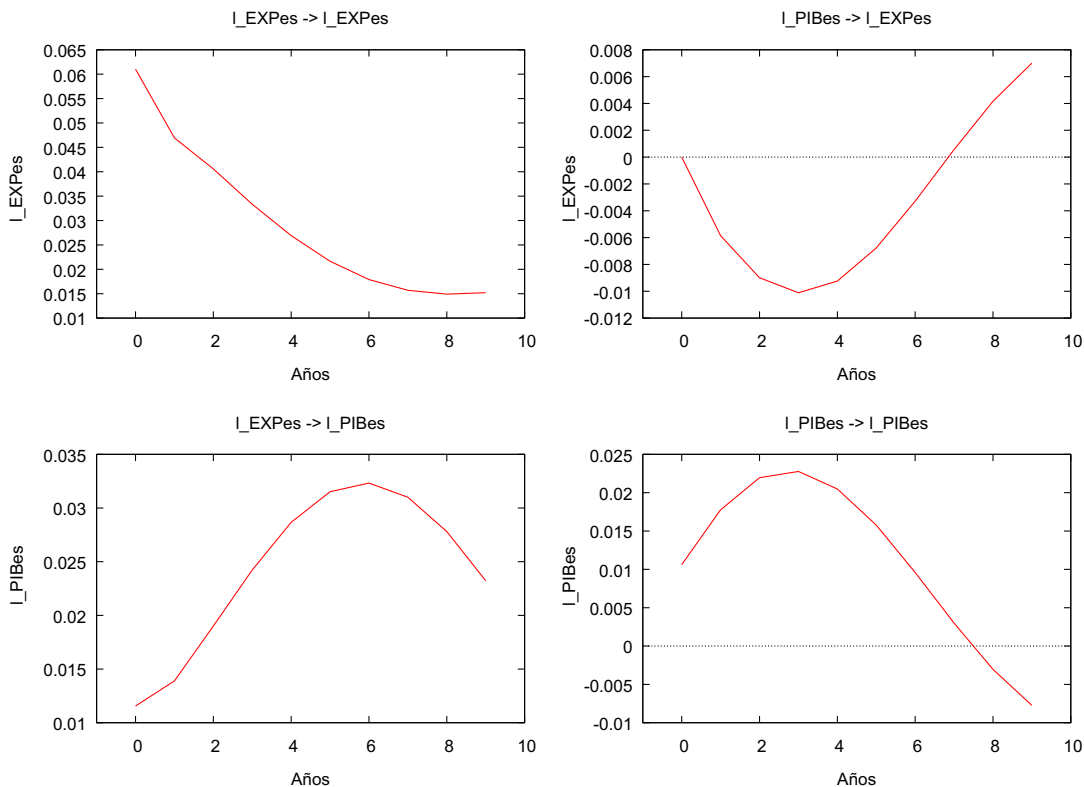 l_EXPes -> l_EXPes
0.065
0.06
0.055
0.05
0.045
0.04
0.035
0.03
0.025
0.02
0.015
0.01
l_EXPes
0 2 4 6 8 10
Años
l_PIBes -> l_EXPes
0.008
0.006
0.004
0.002
0
-0.002
-0.004
-0.006
-0.008
-0.01
-0.012
l_EXPes
0 2 4 6 8 10
Años
l_EXPes -> l_PIBes
0.035
0.03
0.025
0.02
0.015
0.01
l_PIBes
0 2 4 6 8 10
Años
l_PIBes -> l_PIBes
0.025
0.02
0.015
0.01
0.005
0
-0.005
-0.01
l_PIBes
0 2 4 6 8 10
Años